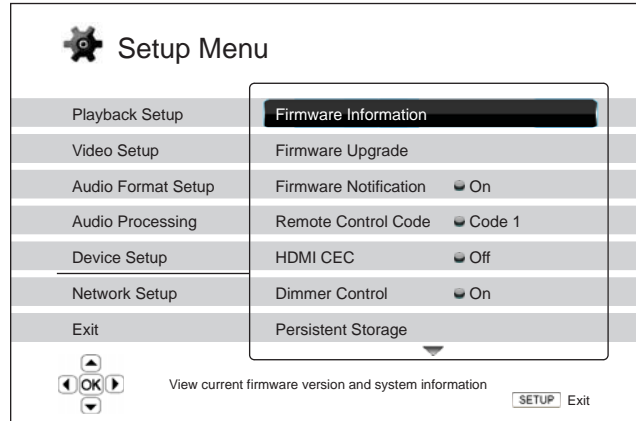 Setup Menu
Playback Setup
Firmware Information
Video Setup
Firmware Upgrade
Audio Format Setup
Firmware Notification On
Audio Processing
Remote Control Code Code 1
Device Setup
HDMI CEC Off
Network Setup
Dimmer Control On
Exit
Persistent Storage
OK
View current firmware version and system information
SETUP Exit